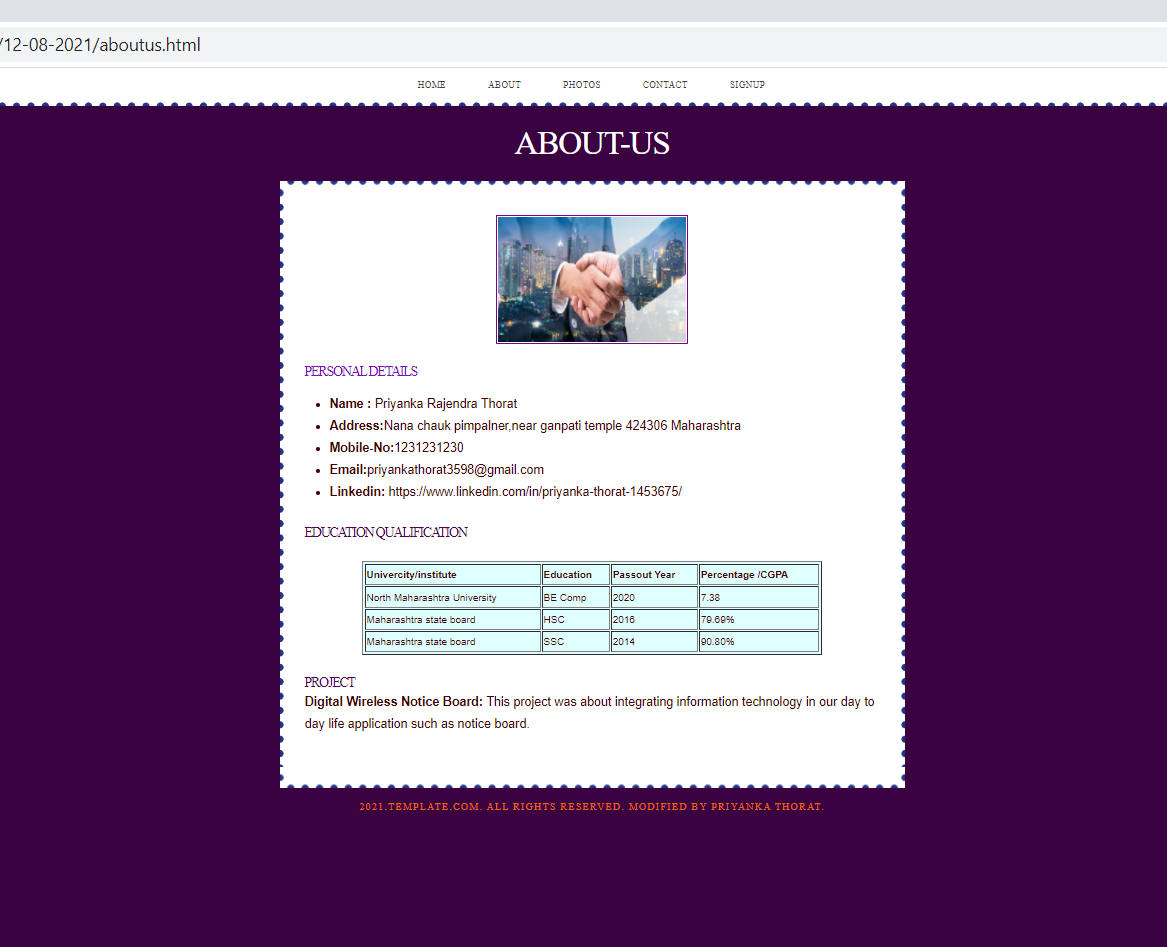 /12-08-2021/aboutus.html
HOME ABOUT PHOTOS CONTACT SIGNUP
ABOUT-US
PERSONAL DETAILS
Name : Priyanka Rajendra Thorat
Address:Nana chauk pimpalner,near ganpati temple 424306 Maharashtra
Mobile-No:1231231230
Email:priyankathorat3598@gmail.com
Linkedin: https://www.linkedin.com/in/priyanka-thorat-1453675/
EDUCATION QUALIFICATION
Univercity/institute Education Passout Year Percentage /CGPA
North Maharashtra University BE Comp 2020 7.38
Maharashtra state board HSC 2016 79.69%
Maharashtra state board SSC 2014 90.80%
PROJECT
Digital Wireless Notice Board: This project was about integrating information technology in our day to
day life application such as notice board.
2021.TEMPLATE.COM. ALL RIGHTS RESERVED. MODIFIED BY PRIYANKA THORAT.